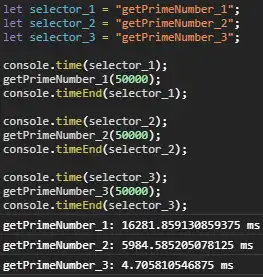 let selector_1 = "getPrimeNumber_1";
let selector_2 = "getPrimeNumber_2";
let selector_3 = "getPrimeNumber_3";
console.time(selector_1);
getPrimeNumber_1(50000);
console.timeEnd(selector_1);
console.time(selector_2);
getPrimeNumber_2(50000);
console.timeEnd(selector_2);
console.time(selector_3);
getPrimeNumber_3(50000);
console.timeEnd(selector_3);
getPrimeNumber_1: 16281.859130859375 ms
getPrimeNumber_2: 5984.585205078125 ms
getPrimeNumber_3: 4.705810546875 ms